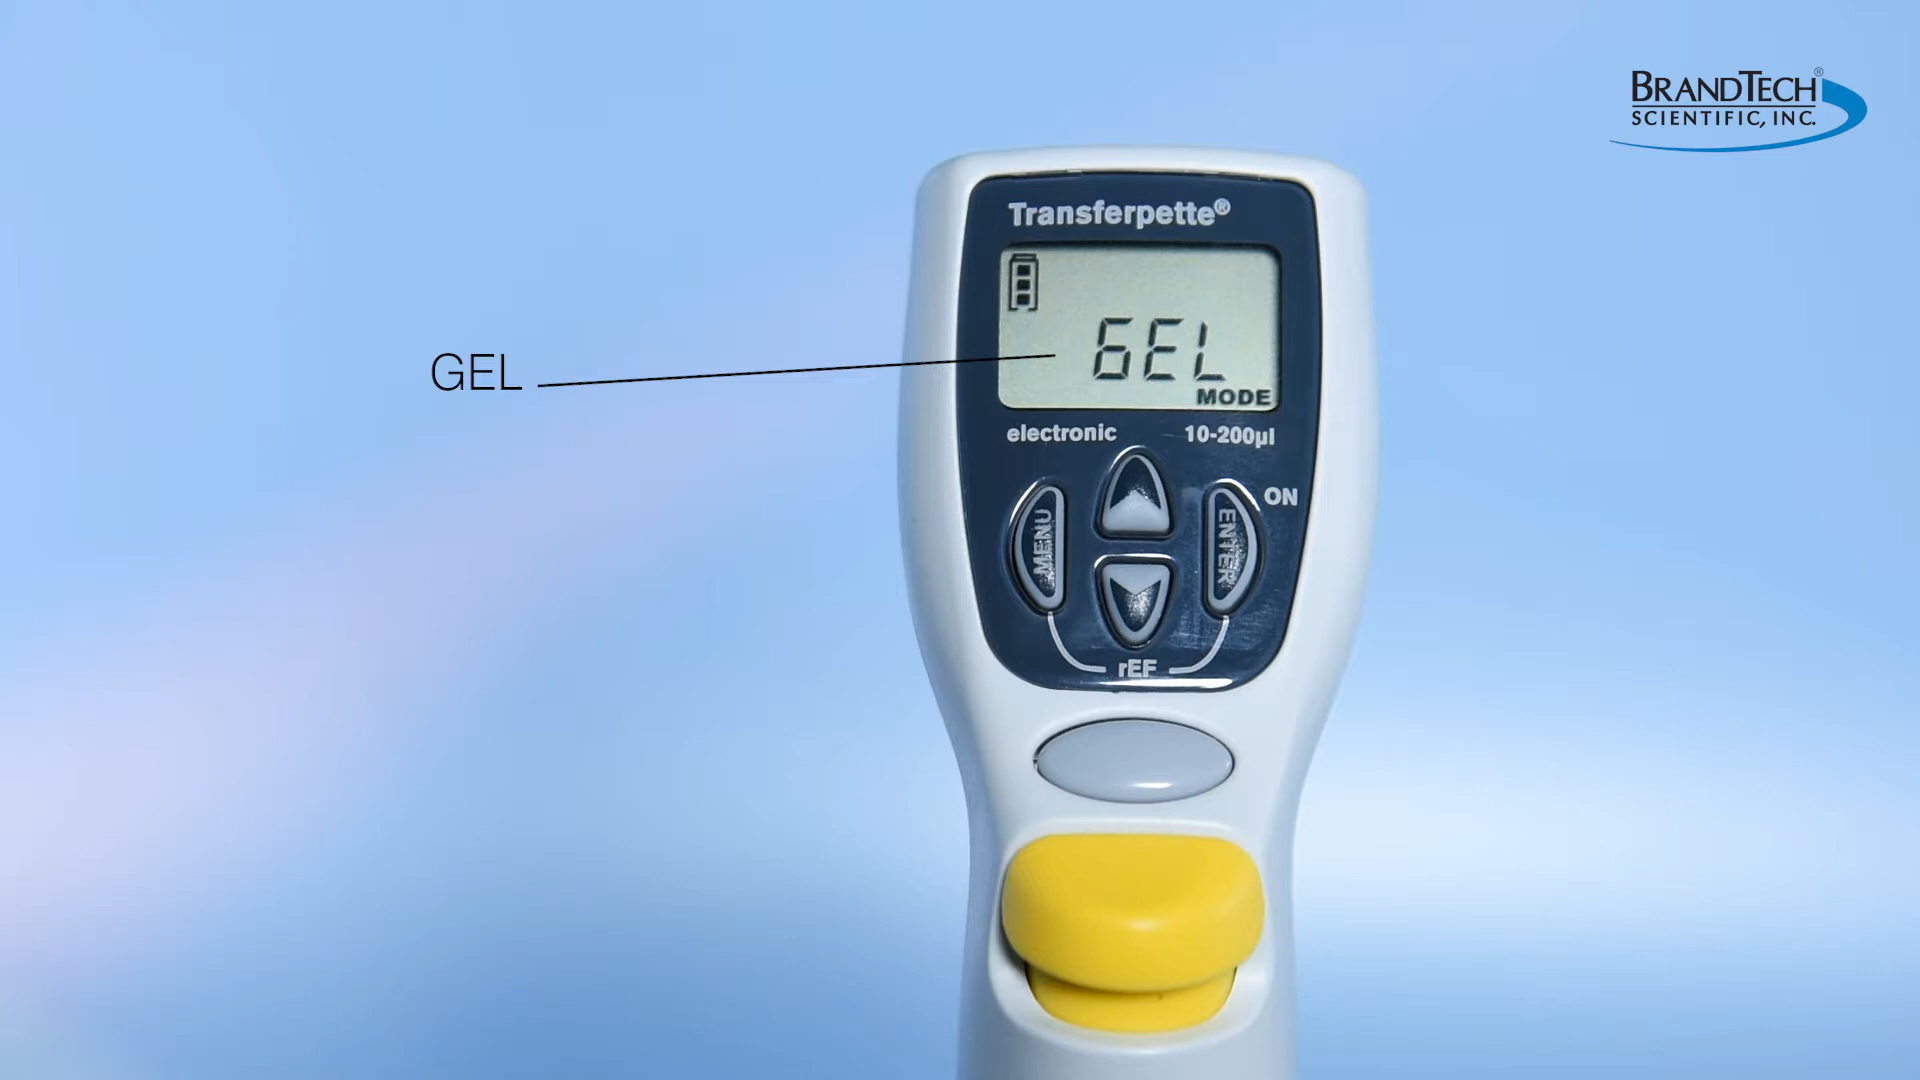 BRANDTECH®
SCIENTIFIC, INC.
Transferpette®
GEL
GEL
MODE
electronic 10-200µl
ON
MENU
ENTER
rEF